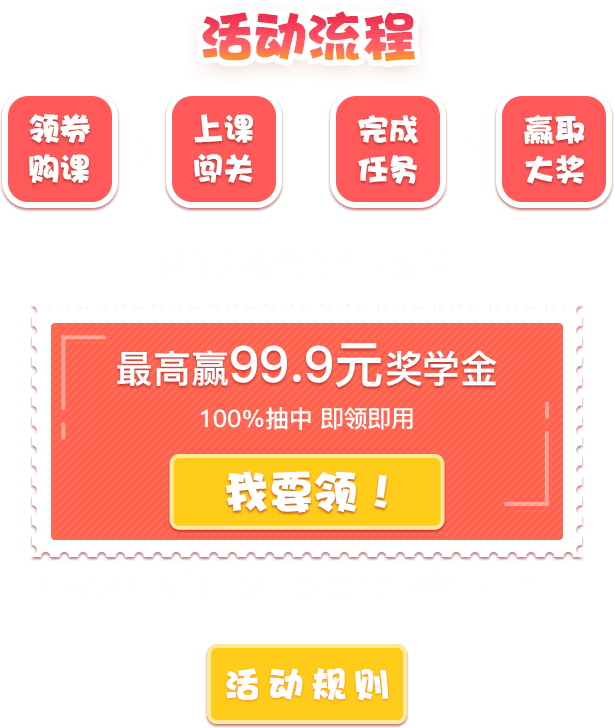 活动流程
领券
购课
上课
闯关
完成
任务
赢取
大奖
最高赢99.9元奖学金
100%抽中 即领即用
我要领！
活动规则